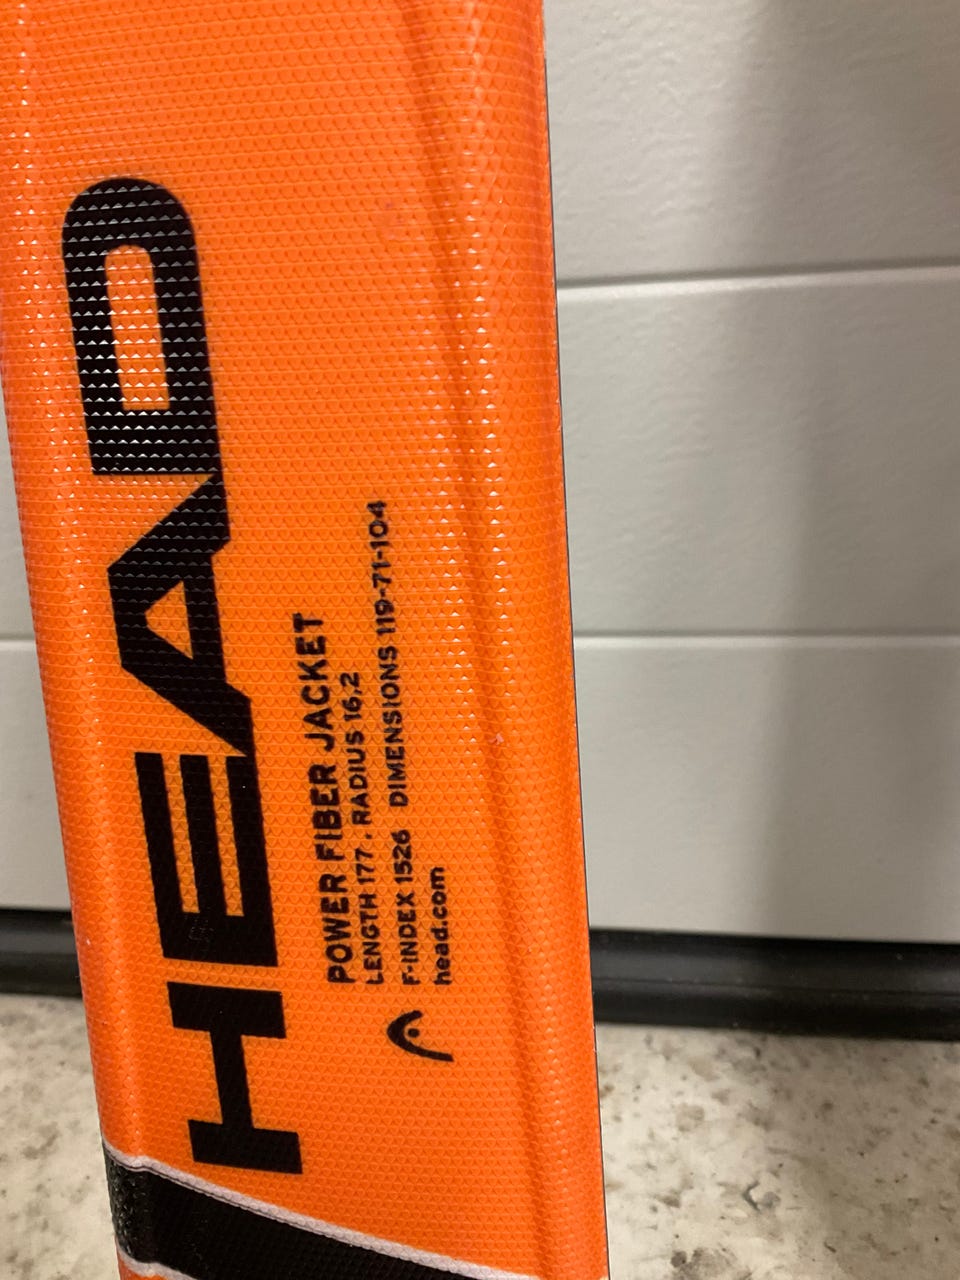 HEAD
POWER FIBER JACKET
LENGTH 177 . RADIUS 16,2
F-INDEX 1526 DIMENSIONS 119-71-104
head.com